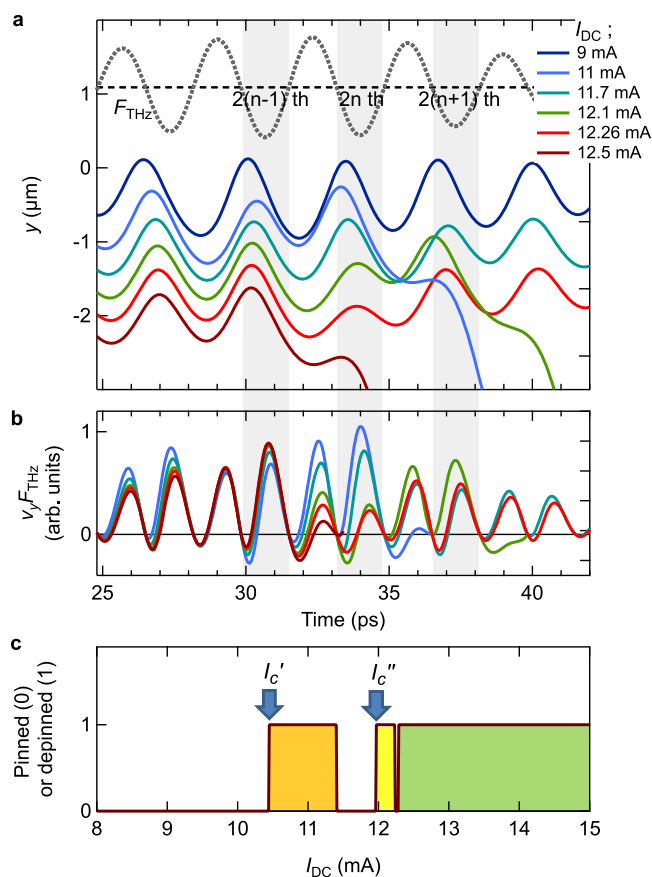 a
I_DC ;
9 mA
11 mA
11.7 mA
12.1 mA
12.26 mA
12.5 mA
1
F_THz
2(n-1) th
2n th
2(n+1) th
0
-1
-2
y (μm)
b
1
0
v_yF_THz
(arb. units)
25
30
35
40
Time (ps)
c
I_c'
I_c''
1
0
Pinned (0)
or depinned (1)
8
9
10
11
12
13
14
15
I_DC (mA)